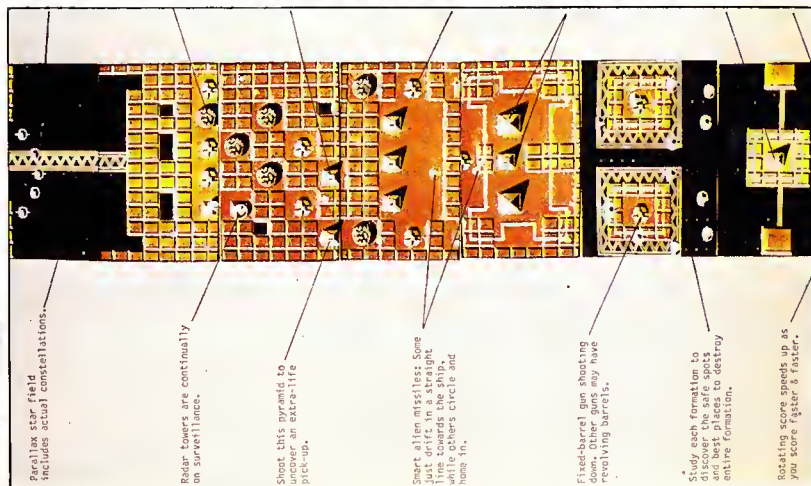 Parallax star field
includes actual constellations.
Radar towers are continually
on surveillance.
Shoot this pyramid to
uncover an extra-life
pick-up.
Smart alien missiles: Some
just drift in a straight
line towards the ship,
while others circle and
home in.
Fixed-barrel gun shooting
down. Other guns may have
revolving barrels.
Study each formation to
discover the safe spots
and best places to destroy
entire formation.
Rotating score speeds up as
you score faster & faster.